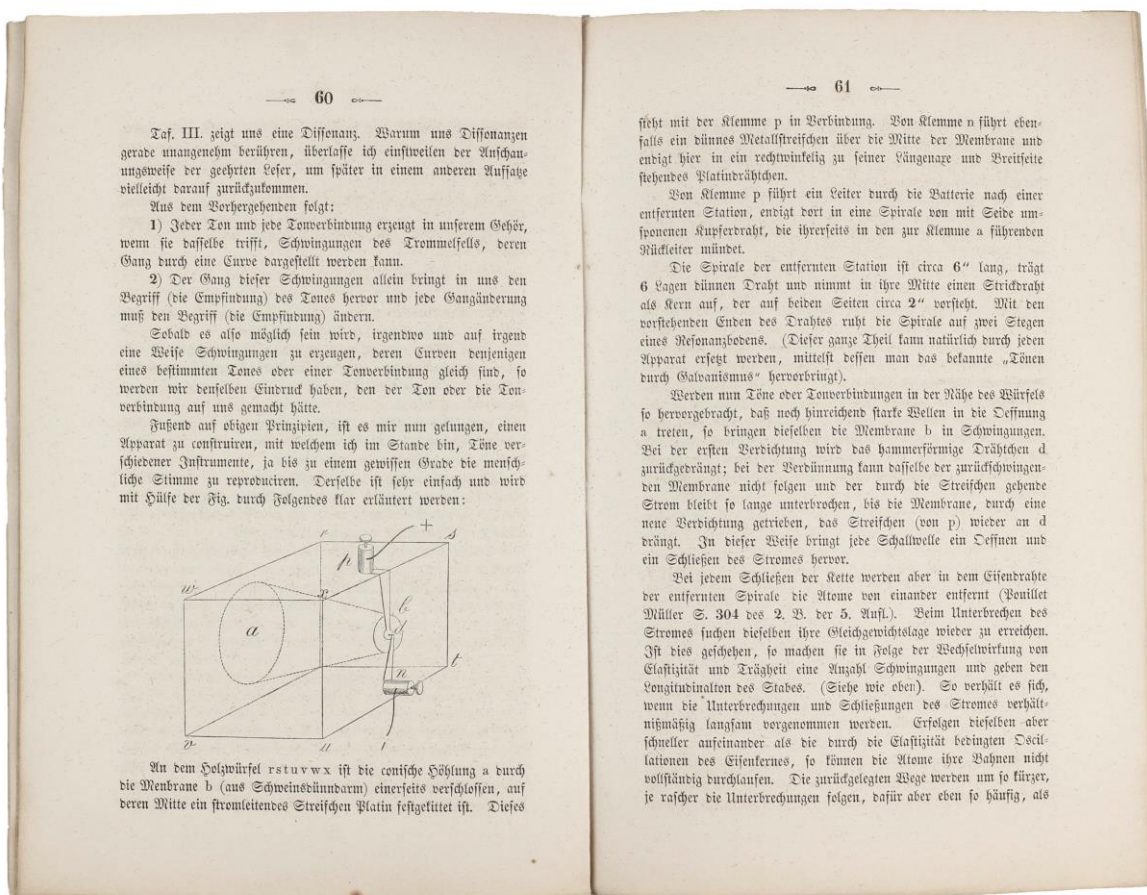 60
Taf. III. zeigt uns eine Dissonanz. Warum uns Dissonanzen
gerade unangenehm berühren, überlasse ich einstweilen der Anschau-
ungsweise der geehrten Leser, um später in einem anderen Aufsatze
vielleicht darauf zurückzukommen.
Aus dem Vorhergehenden folgt:
1) Jeder Ton und jede Tonverbindung erzeugt in unserem Gehör,
wenn sie dasselbe trifft, Schwingungen des Trommelfells, deren
Gang durch eine Curve dargestellt werden kann.
2) Der Gang dieser Schwingungen allein bringt in uns den
Begriff (die Empfindung) des Tones hervor und jede Gangänderung
muß den Begriff (die Empfindung) ändern.
Sobald es also möglich sein wird, irgendwo und auf irgend
eine Weise Schwingungen zu erzeugen, deren Curven denjenigen
eines bestimmten Tones oder einer Tonverbindung gleich sind, so
werden wir denselben Eindruck haben, den der Ton oder die Ton-
verbindung auf uns gemacht hätte.
Fußend auf obigen Prinzipien, ist es mir nun gelungen, einen
Apparat zu construiren, mit welchem ich im Stande bin, Töne ver-
schiedener Instrumente, ja bis zu einem gewissen Grade die mensch-
liche Stimme zu reproduciren. Derselbe ist sehr einfach und wird
mit Hülfe der Fig. durch Folgendes klar erläutert werden:
+
s
p
w
x
b
a
n
t
v
u
An dem Holzwürfel rstuvwx ist die conische Höhlung a durch
die Menbrane b (aus Schweinsdünndarm) einerseits verschlossen, auf
deren Mitte ein stromleitendes Streifchen Platin festgekittet ist. Dieses
61
steht mit der Klemme p in Verbindung. Von Klemme n führt eben-
falls ein dünnes Metallstreifchen über die Mitte der Membrane und
endigt hier in ein rechtwinkelig zu seiner Längenaxe und Breitseite
stehendes Platindrähtchen.
Von Klemme p führt ein Leiter durch die Batterie nach einer
entfernten Station, endigt dort in eine Spirale von mit Seide um-
sponenen Kupferdraht, die ihrerseits in den zur Klemme a führenden
Rückleiter mündet.
Die Spirale der entfernten Station ist circa 6" lang, trägt
6 Lagen dünnen Draht und nimmt in ihre Mitte einen Strickdraht
als Kern auf, der auf beiden Seiten circa 2" vorsteht. Mit den
vorstehenden Enden des Drahtes ruht die Spirale auf zwei Stegen
eines Resonanzbodens. (Dieser ganze Theil kann natürlich durch jeden
Apparat ersetzt werden, mittelst dessen man das bekannte „Tönen
durch Galvanismus“ hervorbringt).
Werden nun Töne oder Tonverbindungen in der Nähe des Würfels
so hervorgebracht, daß noch hinreichend starke Wellen in die Oeffnung
a treten, so bringen dieselben die Membrane b in Schwingungen.
Bei der ersten Verdichtung wird das hammerförmige Drähtchen d
zurückgedrängt; bei der Verdünnung kann dasselbe der zurückschwingen-
den Membrane nicht folgen und der durch die Streifchen gehende
Strom bleibt so lange unterbrochen, bis die Membrane, durch eine
neue Verdichtung getrieben, das Streifchen (von p) wieder an d
drängt. In dieser Weise bringt jede Schallwelle ein Oeffnen und
ein Schließen des Stromes hervor.
Bei jedem Schließen der Kette werden aber in dem Eisendrahte
der entfernten Spirale die Atome von einander entfernt (Pouillet
Müller S. 304 des 2. B. der 5. Aufl.). Beim Unterbrechen des
Stromes suchen dieselben ihre Gleichgewichtslage wieder zu erreichen.
Ist dies geschehen, so machen sie in Folge der Wechselwirkung von
Elastizität und Trägheit eine Anzahl Schwingungen und geben den
Longitudinalton des Stabes. (Siehe wie oben). So verhält es sich,
wenn die Unterbrechungen und Schließungen des Stromes verhält-
nißmäßig langsam vorgenommen werden. Erfolgen dieselben aber
schneller aufeinander als die durch die Elastizität bedingten Oscil-
lationen des Eisenkernes, so können die Atome ihre Bahnen nicht
vollständig durchlaufen. Die zurückgelegten Wege werden um so kürzer,
je rascher die Unterbrechungen folgen, dafür aber eben so häufig, als